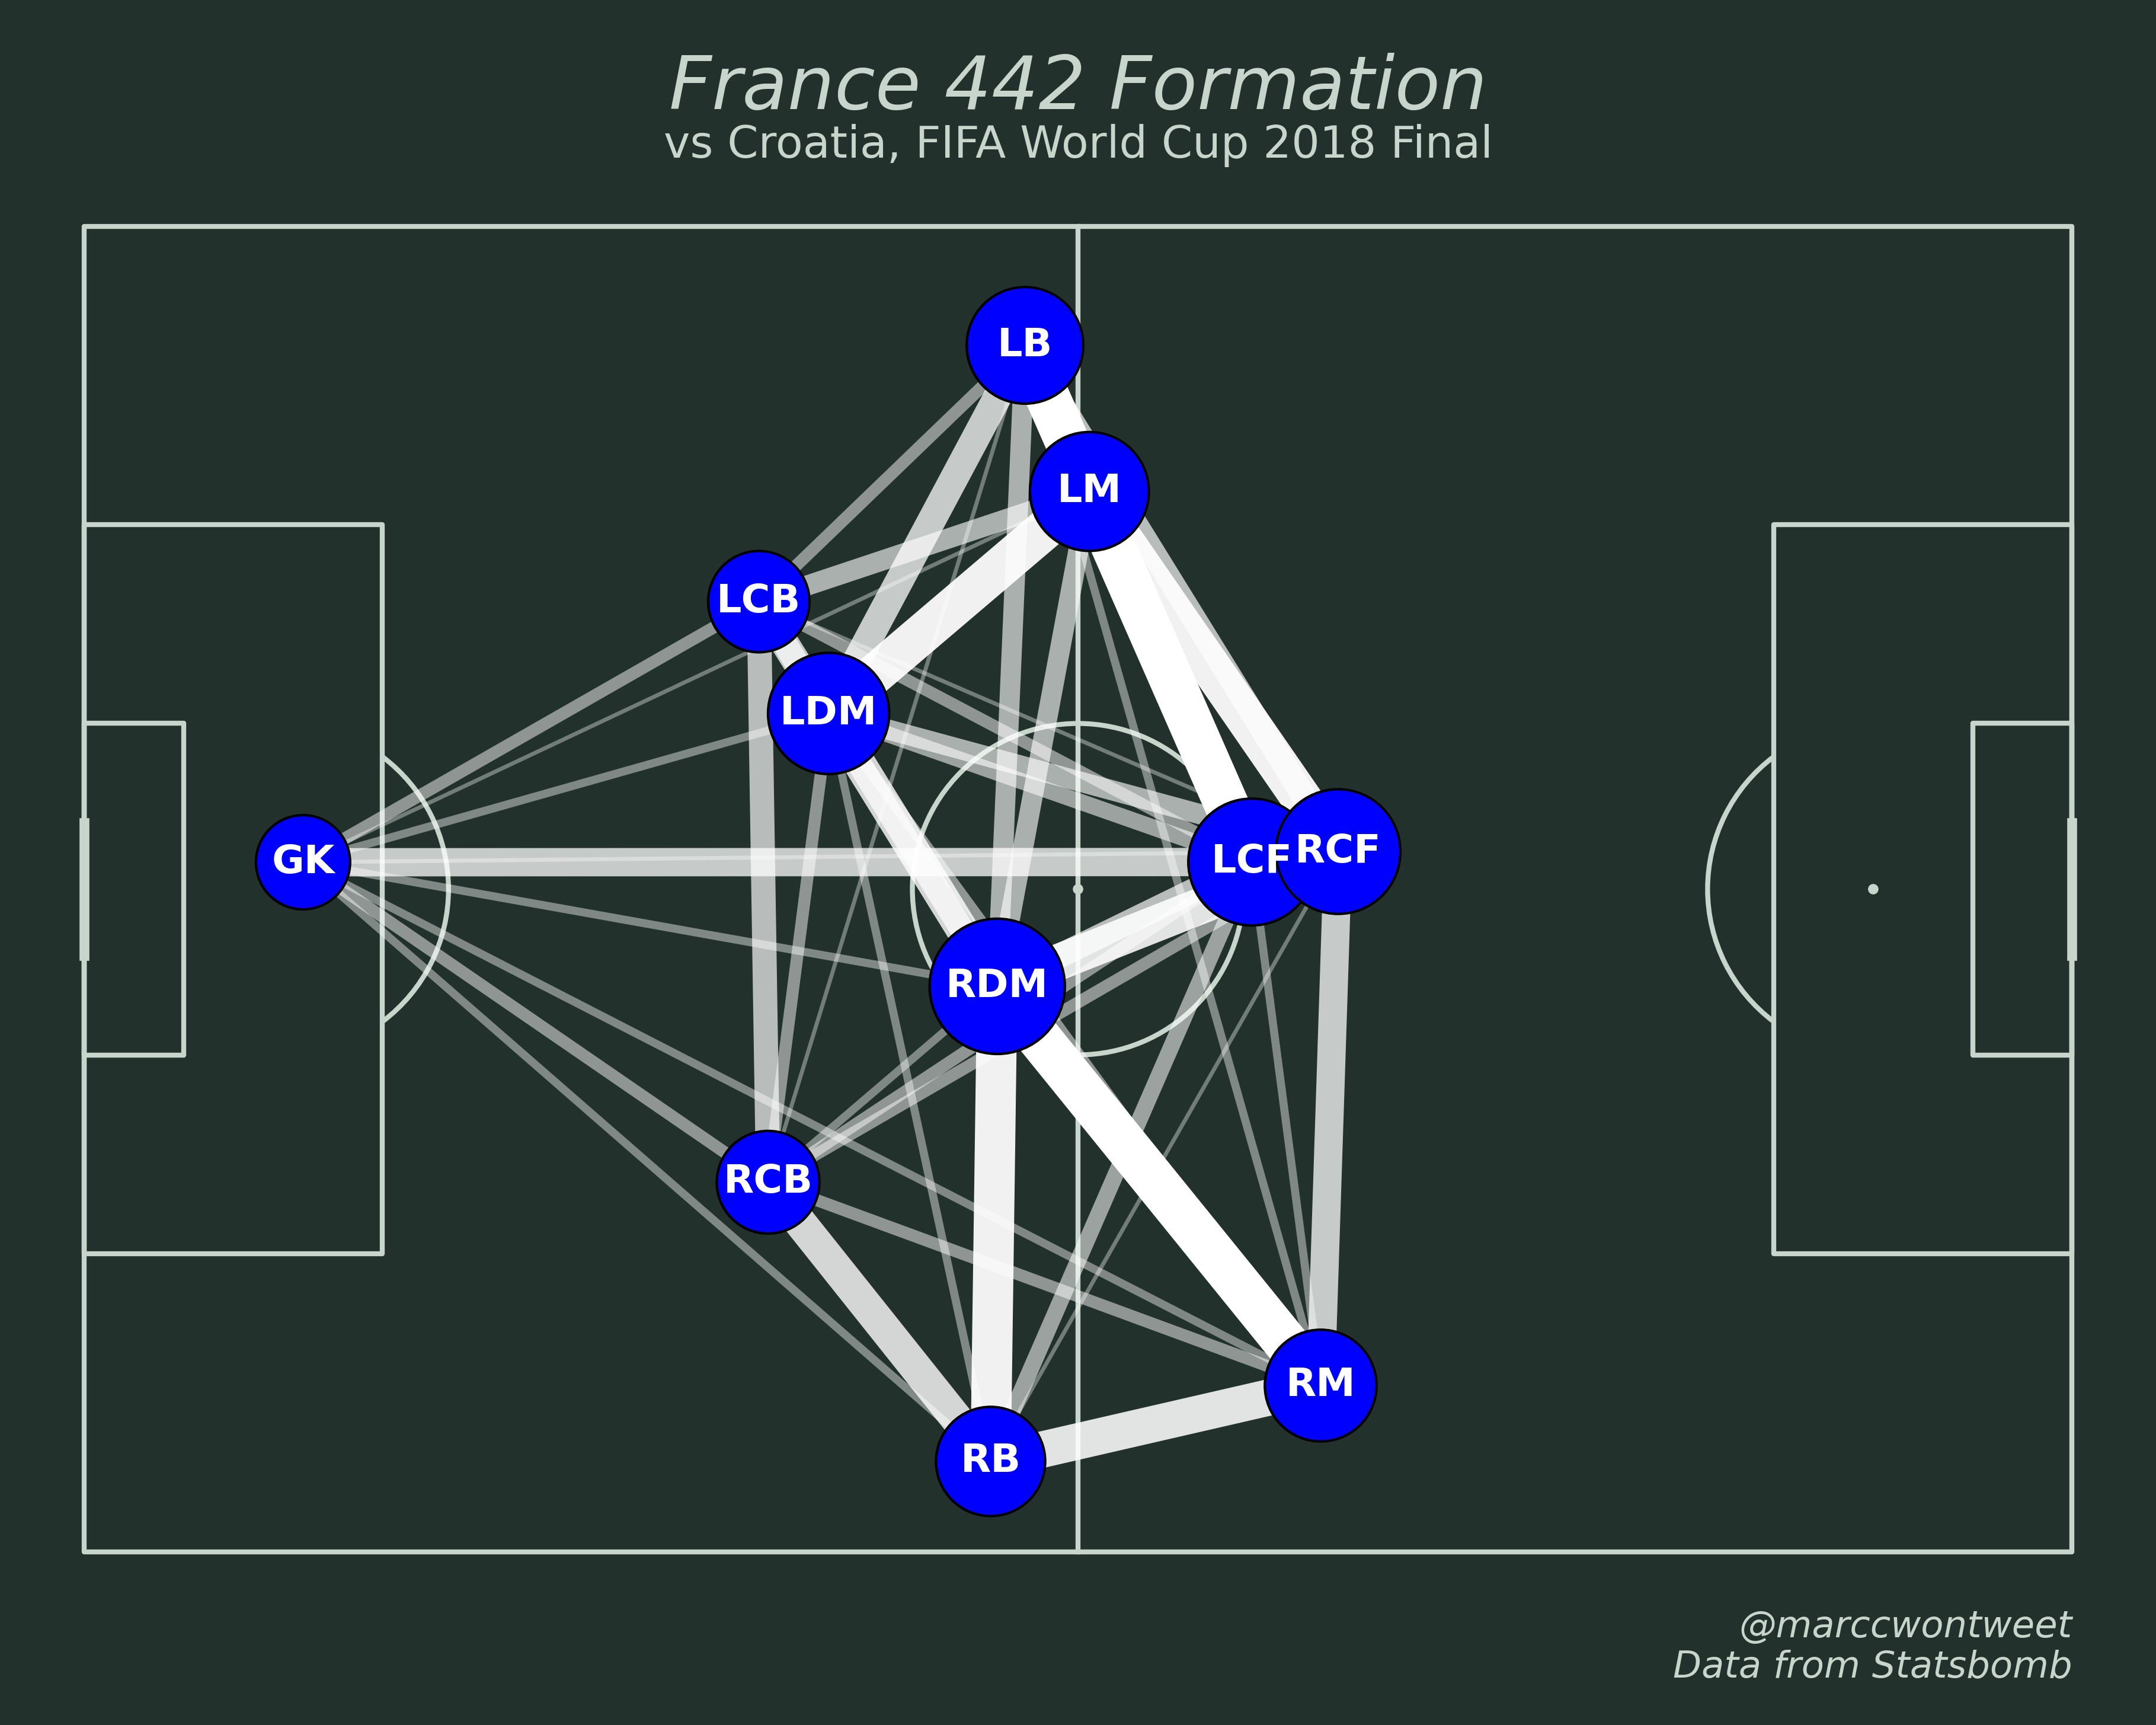 France 442 Formation
vs Croatia, FIFA World Cup 2018 Final
LB
LM
LCB
LDM
GK
LCF
RCF
RDM
RCB
RM
RB
@marccwontweet
Data from Statsbomb